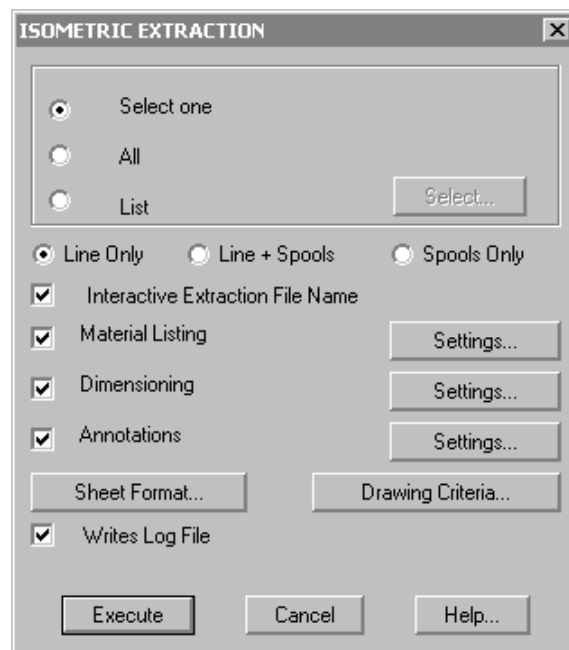 ISOMETRIC EXTRACTION
Select one
All
List
Select...
Line Only Line + Spools Spools Only
Interactive Extraction File Name
Material Listing Settings...
Dimensioning Settings...
Annotations Settings...
Sheet Format... Drawing Criteria...
Writes Log File
Execute Cancel Help...